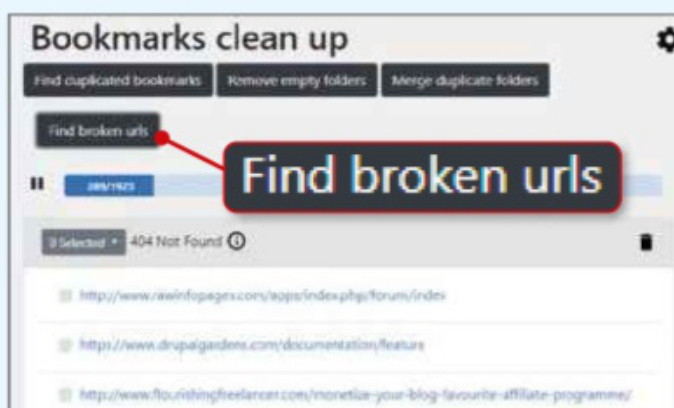 Bookmarks clean up
Find duplicated bookmarks Remove empty folders Merge duplicate folders
Find broken urls
Find broken urls
289/1923
0 Selected 404 Not Found
http://www.rawinfopages.com/apps/index.php/forum/index
http://www.drupalgardens.com/documentation/feature
http://www.flourishingfreelancer.com/monetize-your-blog-favourite-affiliate-programme/